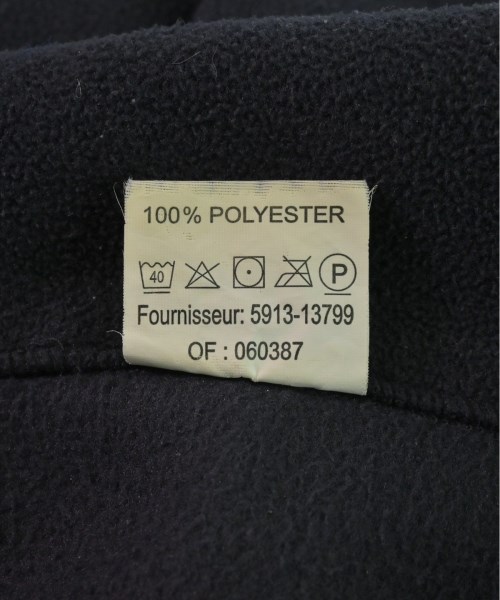 100% POLYESTER
40 P
Fournisseur: 5913-13799
OF : 060387